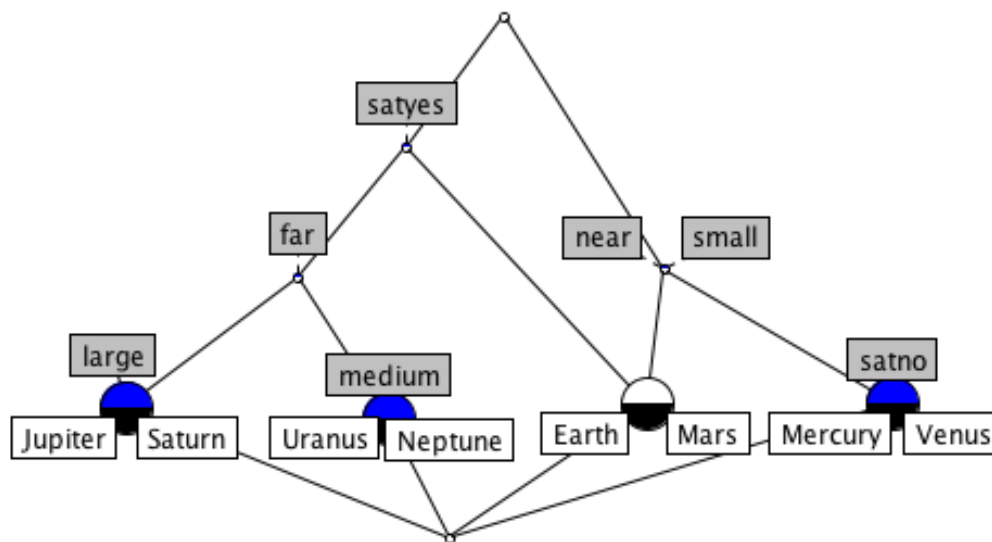 satyes
far
near small
large
medium
satno
Jupiter Saturn Uranus Neptune Earth Mars Mercury Venus